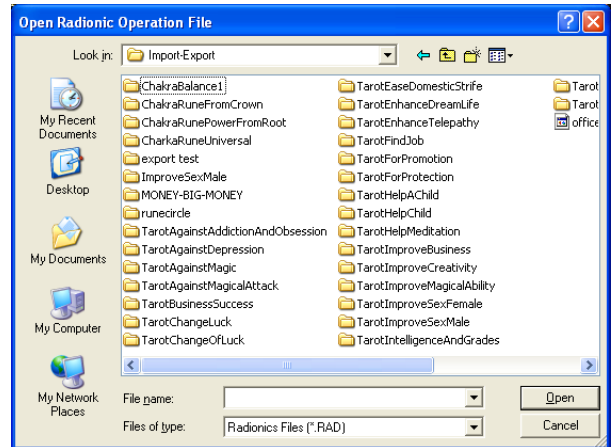 Open Radionic Operation File
Look in: Import-Export
My Recent
Documents
Desktop
My Documents
My Computer
My Network
Places
ChakraBalance1
ChakraRuneFromCrown
ChakraRunePowerFromRoot
CharkaRuneUniversal
export test
ImproveSexMale
MONEY-BIG-MONEY
runecircle
TarotAgainstAddictionAndObsession
TarotAgainstDepression
TarotAgainstMagic
TarotAgainstMagicalAttack
TarotBusinessSuccess
TarotChangeLuck
TarotChangeOfLuck
TarotEaseDomesticStrife
TarotEnhanceDreamLife
TarotEnhanceTelepathy
TarotFindJob
TarotForPromotion
TarotForProtection
TarotHelpAChild
TarotHelpChild
TarotHelpMeditation
TarotImproveBusiness
TarotImproveCreativity
TarotImproveMagicalAbility
TarotImproveSexFemale
TarotImproveSexMale
TarotIntelligenceAndGrades
Tarot
Tarot
office
File name:
Open
Files of type: Radionics Files (*.RAD)
Cancel